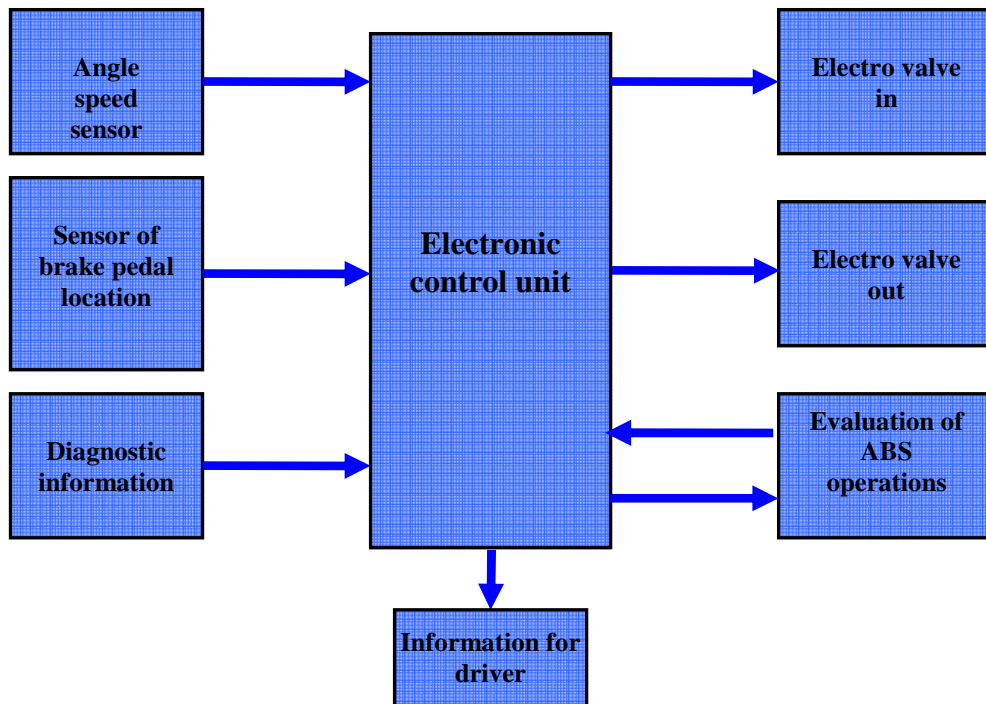 Angle
speed
sensor
Sensor of
brake pedal
location
Diagnostic
information
Electronic
control unit
Electro valve
in
Electro valve
out
Evaluation of
ABS
operations
Information for
driver